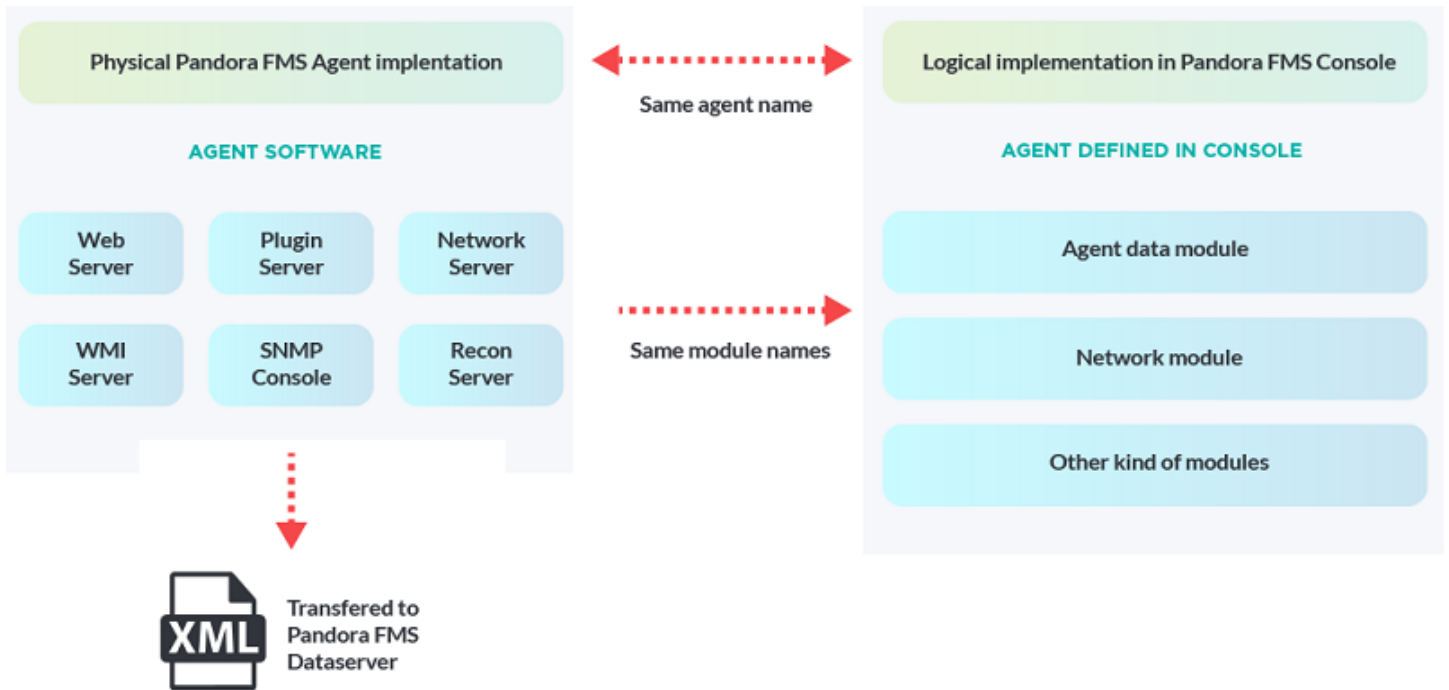 Physical Pandora FMS Agent implentation
Same agent name
Logical implementation in Pandora FMS Console
AGENT SOFTWARE
AGENT DEFINED IN CONSOLE
Web
Server
Plugin
Server
Network
Server
Agent data module
WMI
Server
SNMP
Console
Recon
Server
Same module names
Network module
Other kind of modules
XML
Transfered to
Pandora FMS
Dataserver